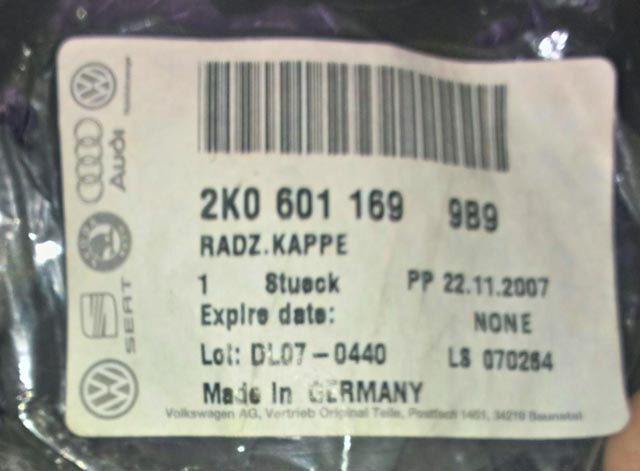 2K0 601 169 9B9
RADZ.KAPPE
1 Stueck PP 22.11.2007
Expire date: NONE
Lot: DL07-0440 LS 070264
Made In GERMANY
Volkswagen AG, Vertrieb Original Teile, Postfach 1451, 34219 Baunatal
Audi
SEAT